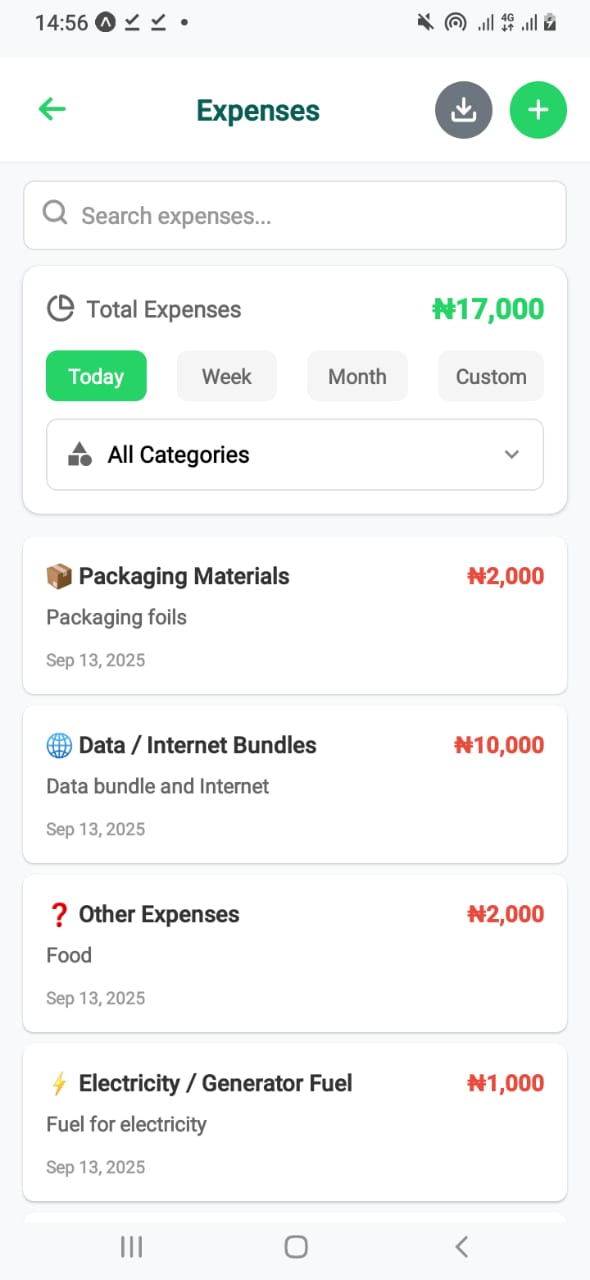 14:56
4G
Expenses
Search expenses...
Total Expenses ₦17,000
Today Week Month Custom
All Categories
Packaging Materials ₦2,000
Packaging foils
Sep 13, 2025
Data / Internet Bundles ₦10,000
Data bundle and Internet
Sep 13, 2025
Other Expenses ₦2,000
Food
Sep 13, 2025
Electricity / Generator Fuel ₦1,000
Fuel for electricity
Sep 13, 2025